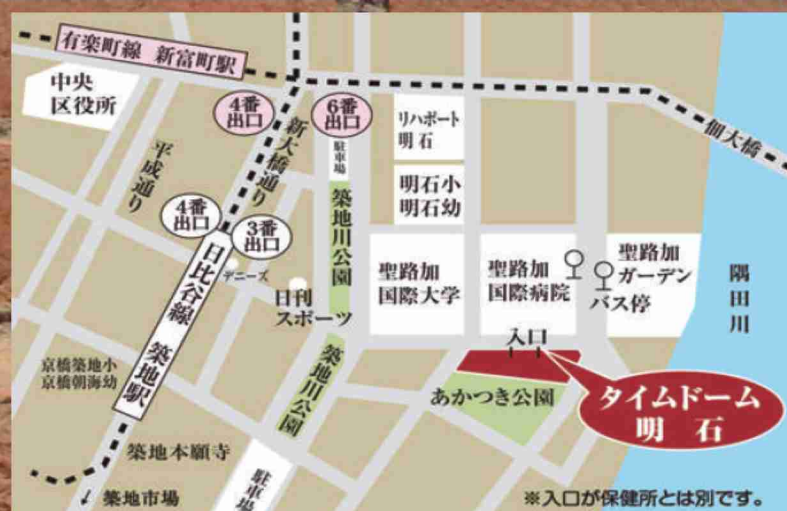 有楽町線 新富町駅
中央
区役所
4番
出口
6番
出口
新大橋通り
平成通り
駐車場
リハポート
明石
佃大橋
明石小
明石幼
4番
出口
3番
出口
築地川公園
日比谷線 築地駅
デニーズ
日刊
スポーツ
聖路加
国際大学
聖路加
国際病院
聖路加
ガーデン
バス停
隅田川
入口
築地川公園
京橋築地小
京橋朝海幼
あかつき公園
タイムドーム
明石
築地本願寺
駐車場
↓築地市場
※入口が保健所とは別です。